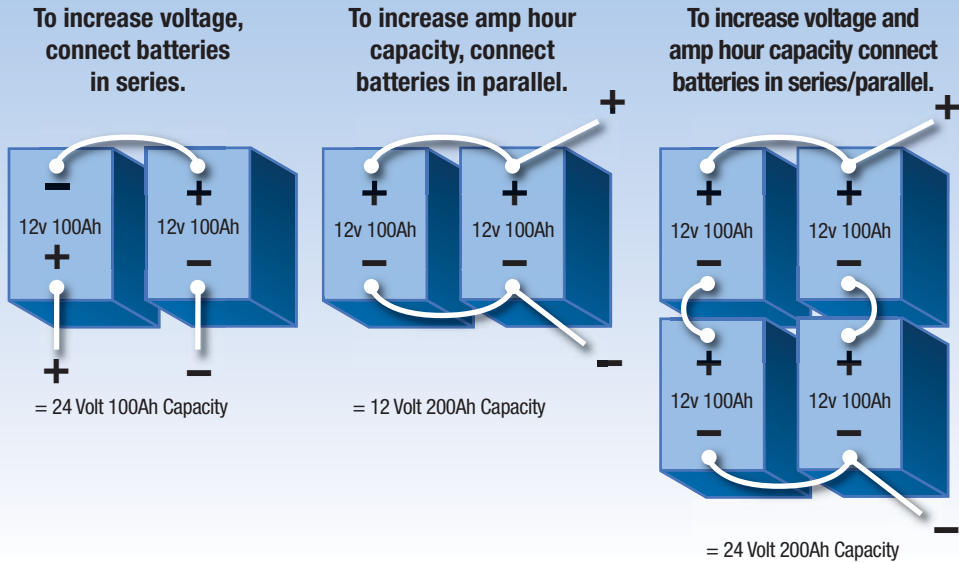 To increase voltage,
connect batteries
in series.
− +
12v 100Ah 12v 100Ah
+ −
+ −
= 24 Volt 100Ah Capacity
To increase amp hour
capacity, connect
batteries in parallel.
+
+ +
12v 100Ah 12v 100Ah
− −
−
= 12 Volt 200Ah Capacity
To increase voltage and
amp hour capacity connect
batteries in series/parallel.
+
+ +
12v 100Ah 12v 100Ah
− −
+ +
12v 100Ah 12v 100Ah
− −
−
= 24 Volt 200Ah Capacity